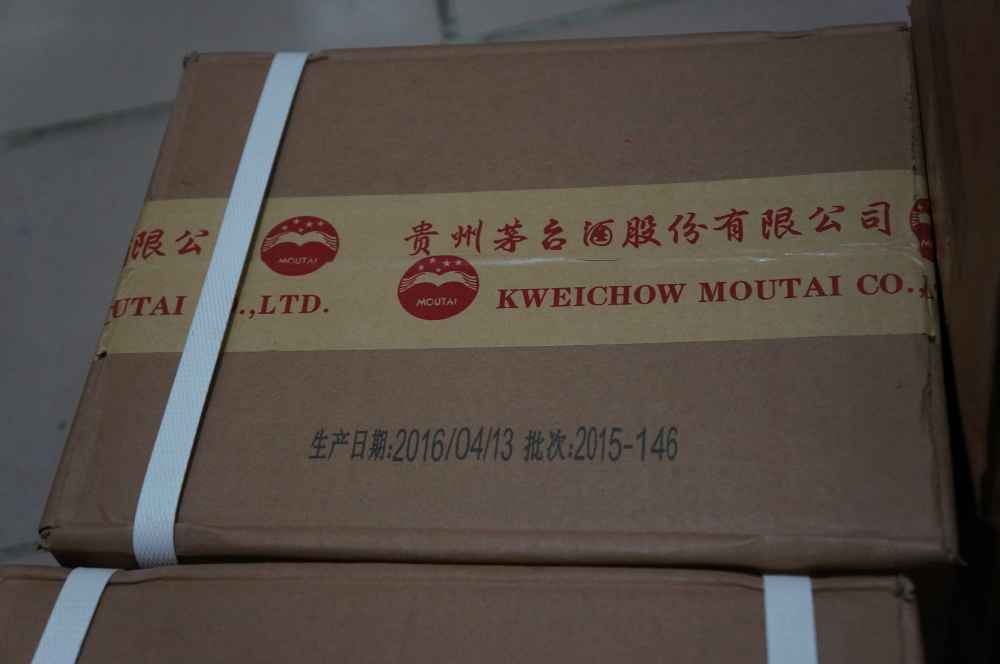 限公
MOUTAI
贵州茅台酒股份有限公司
UTAI
.,LTD.
MOUTAI
KWEICHOW MOUTAI CO.,
生产日期:2016/04/13 批次:2015-146